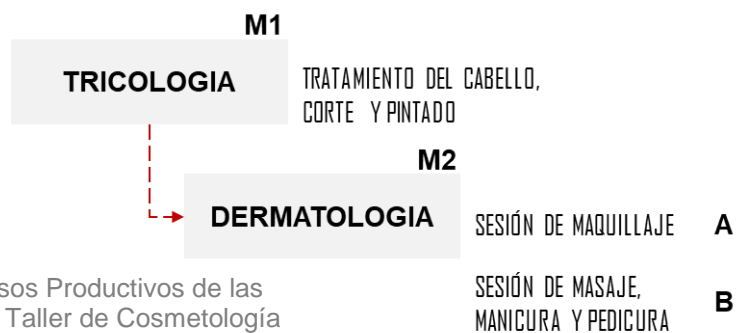 M1
TRICOLOGIA
TRATAMIENTO DEL CABELLO,
CORTE Y PINTADO
M2
DERMATOLOGIA
SESIÓN DE MAQUILLAJE A
SESIÓN DE MASAJE,
MANICURA Y PEDICURA B
sos Productivos de las
Taller de Cosmetología